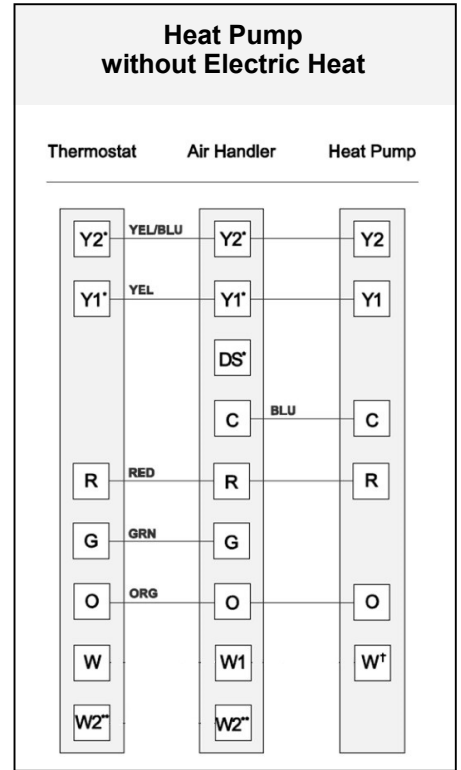 Heat Pump
without Electric Heat
Thermostat Air Handler Heat Pump
Y2* YEL/BLU Y2* Y2
Y1* YEL Y1* Y1
DS*
C BLU C
R RED R R
G GRN G
O ORG O O
W W1 W†
W2** W2**